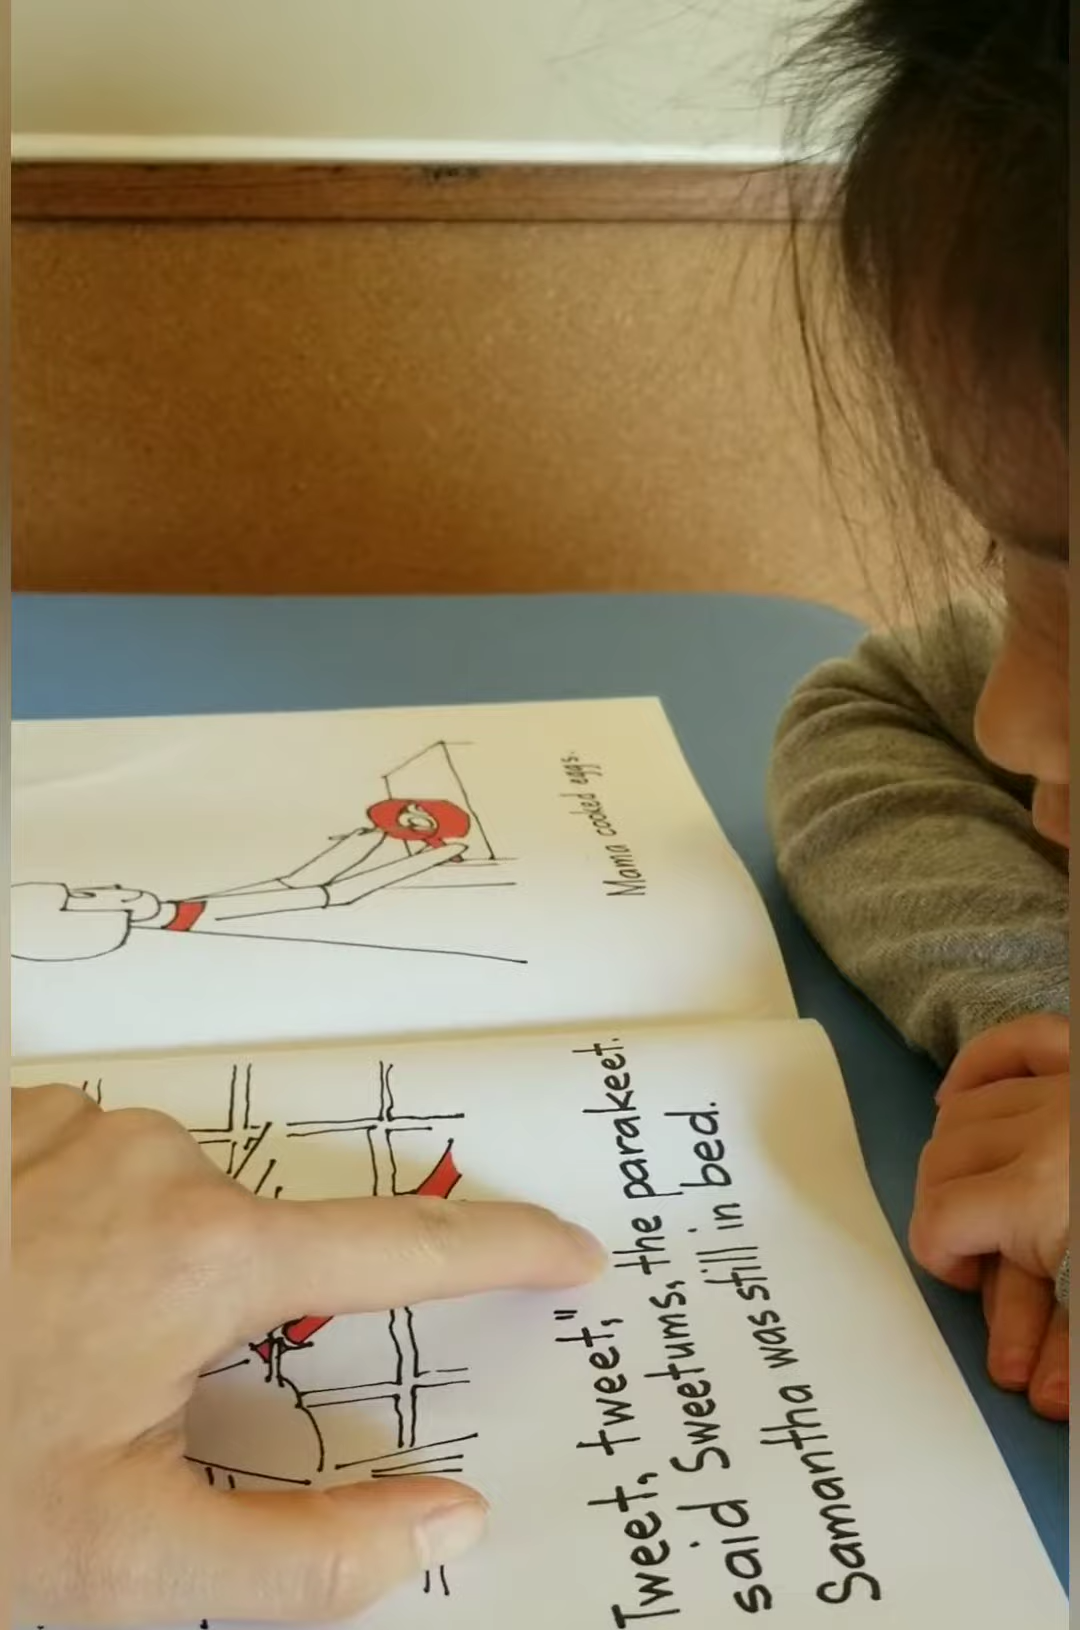 "Tweet, tweet,"
said Sweetums, the parakeet.
Samantha was still in bed.
Mama cooked eggs.